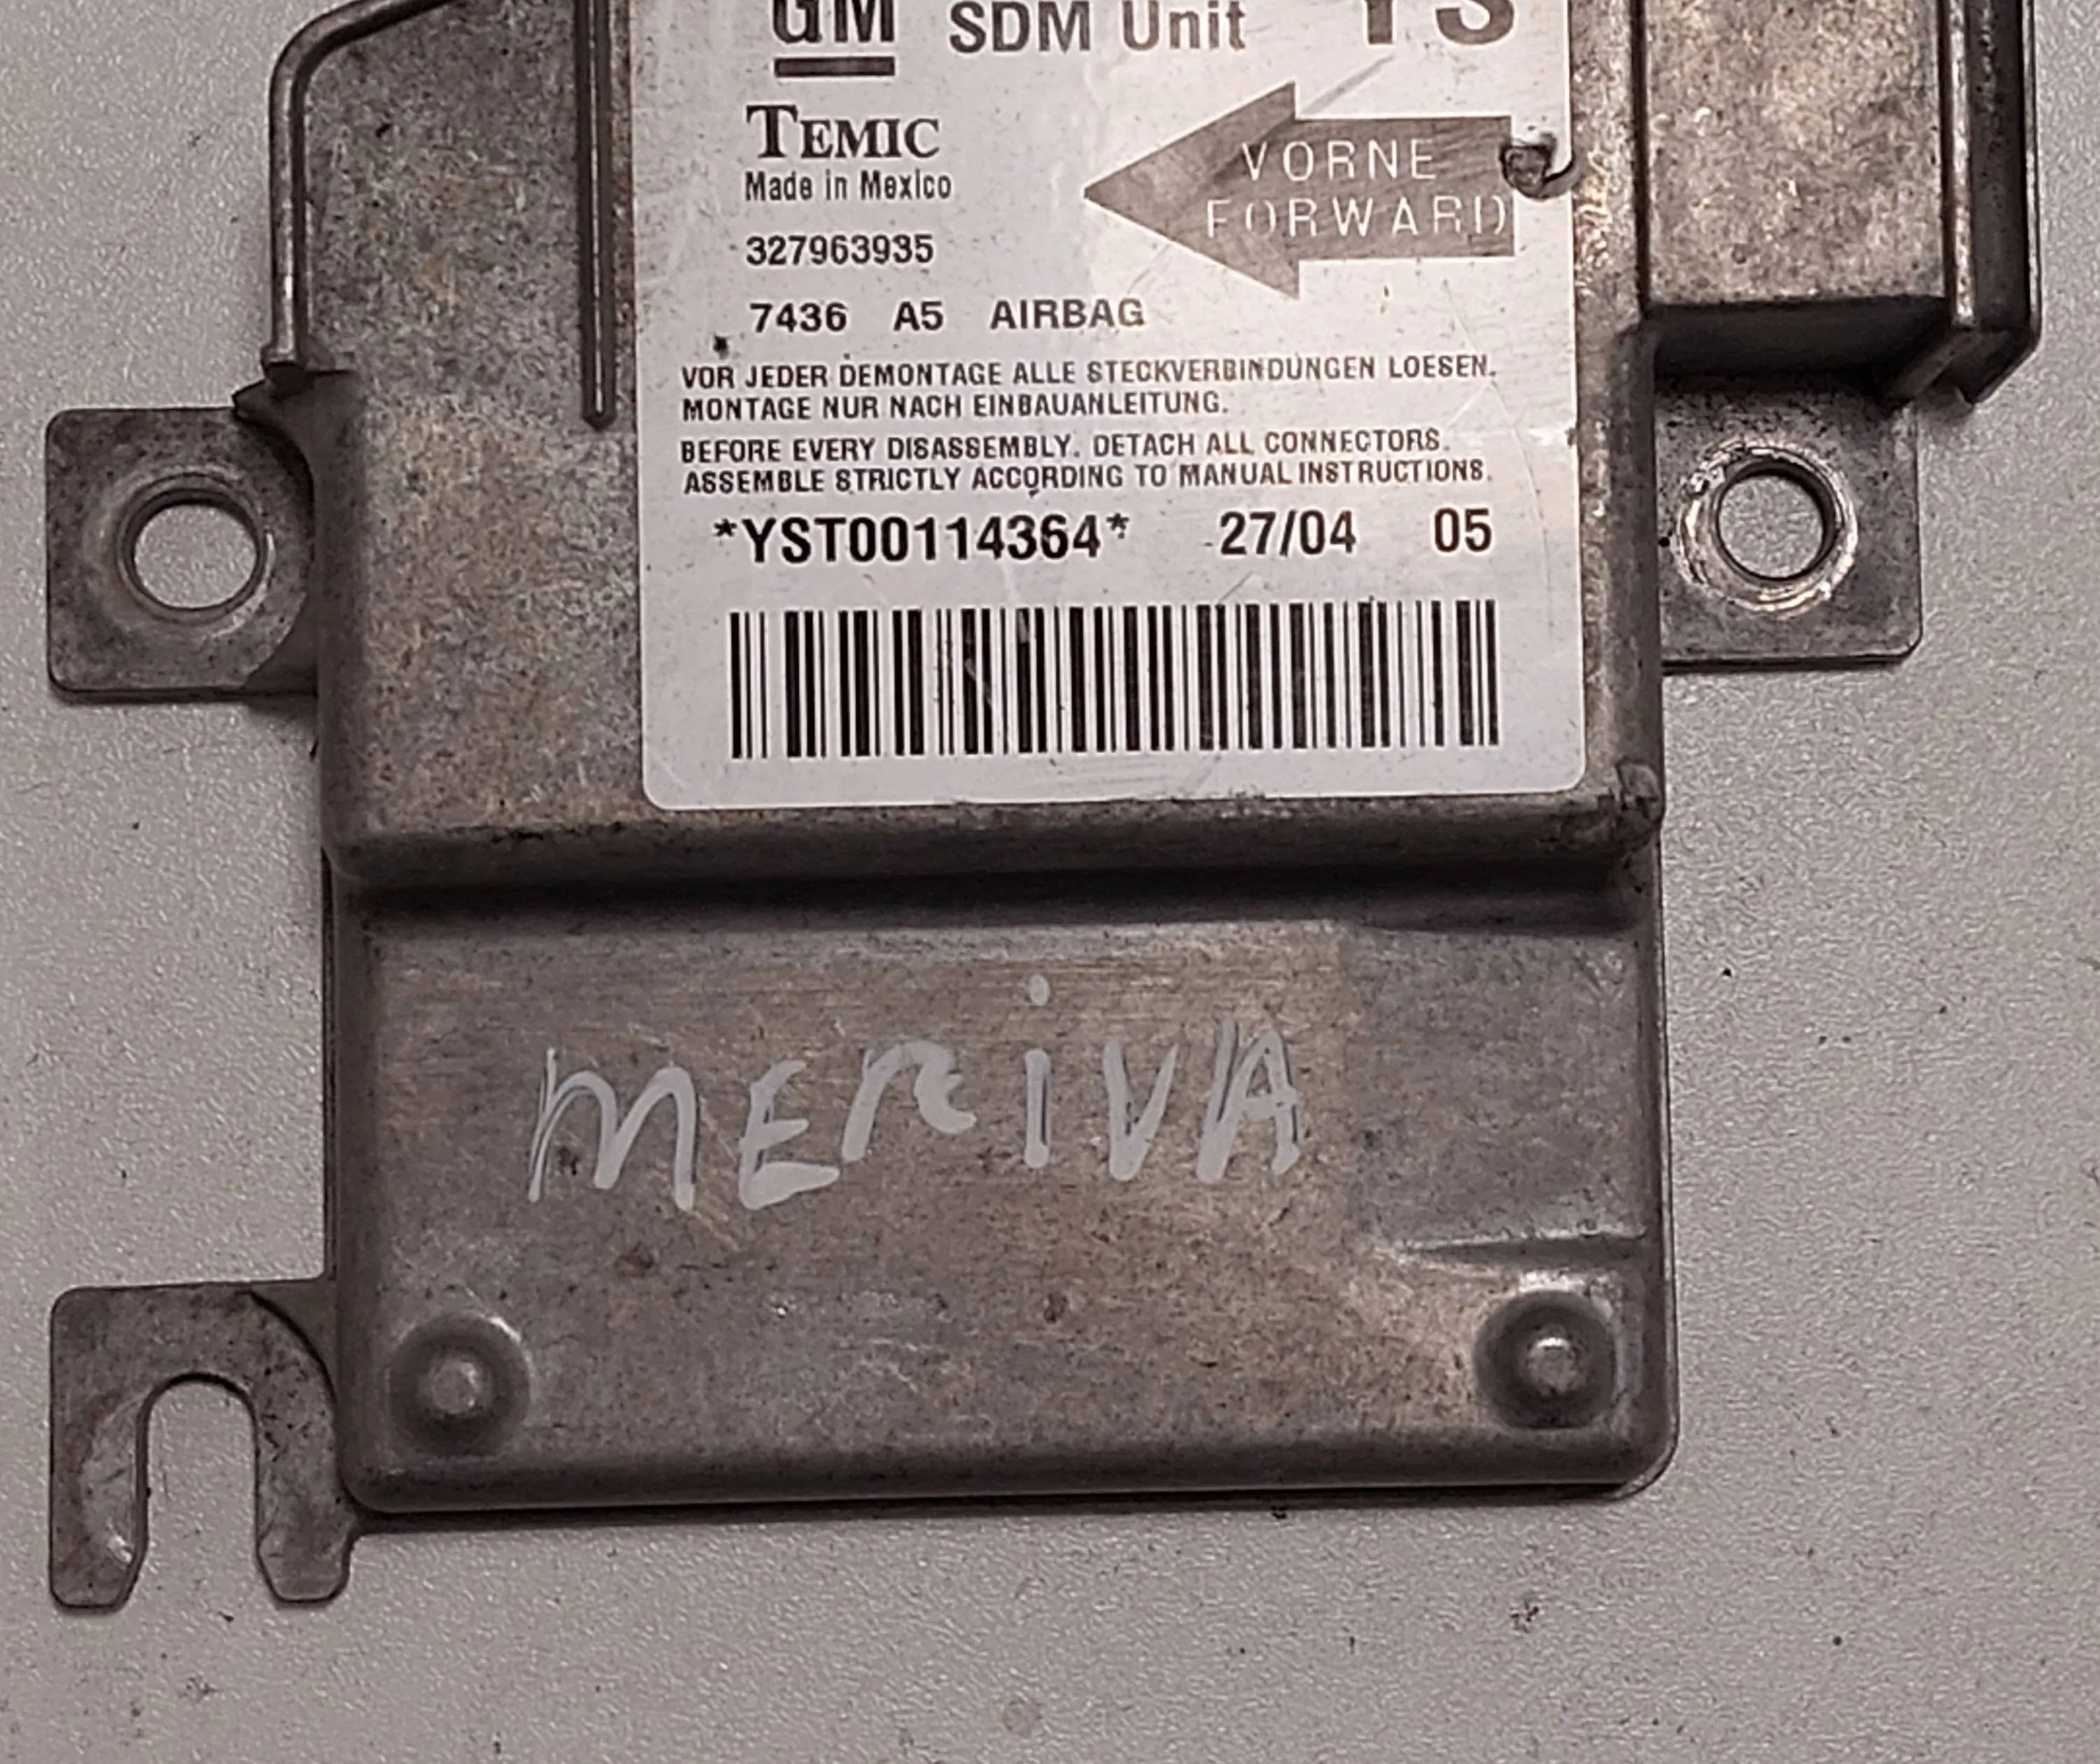 GM SDM Unit YS
TEMIC
Made in Mexico
VORNE
FORWARD
327963935
7436 A5 AIRBAG
VOR JEDER DEMONTAGE ALLE STECKVERBINDUNGEN LOESEN.
MONTAGE NUR NACH EINBAUANLEITUNG.
BEFORE EVERY DISASSEMBLY. DETACH ALL CONNECTORS.
ASSEMBLE STRICTLY ACCORDING TO MANUAL INSTRUCTIONS.
*YST00114364* 27/04 05
MERIVA